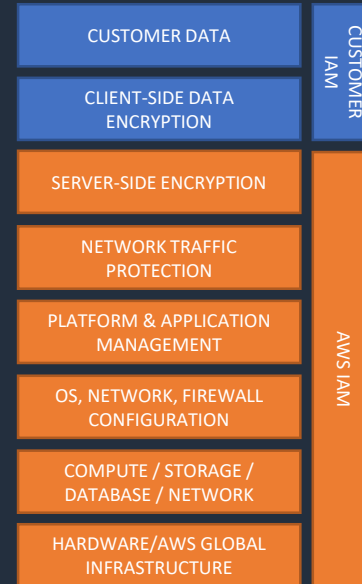 CUSTOMER DATA
CLIENT-SIDE DATA
ENCRYPTION
CUSTOMER
IAM
SERVER-SIDE ENCRYPTION
NETWORK TRAFFIC
PROTECTION
PLATFORM & APPLICATION
MANAGEMENT
OS, NETWORK, FIREWALL
CONFIGURATION
COMPUTE / STORAGE /
DATABASE / NETWORK
HARDWARE/AWS GLOBAL
INFRASTRUCTURE
AWS IAM